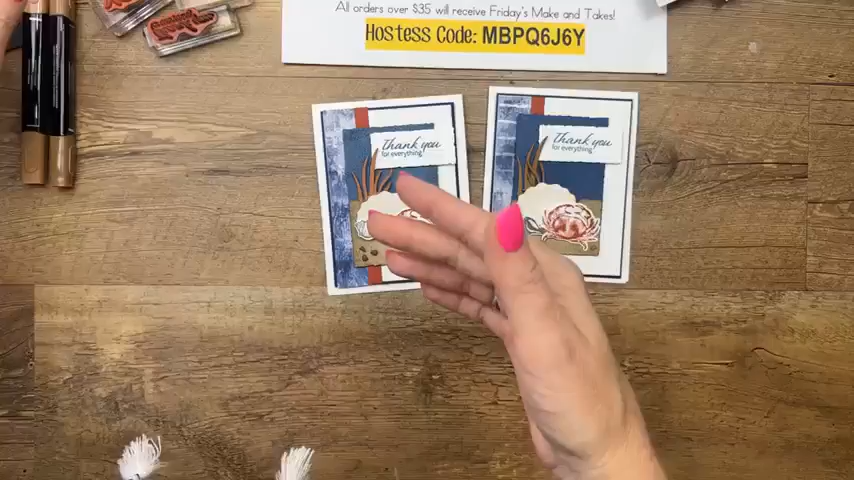 All orders over $35 will receive Friday's Make and Takes!
Hostess Code: MBPQ6J6Y
Thank you
for everything
Thank you
for everything